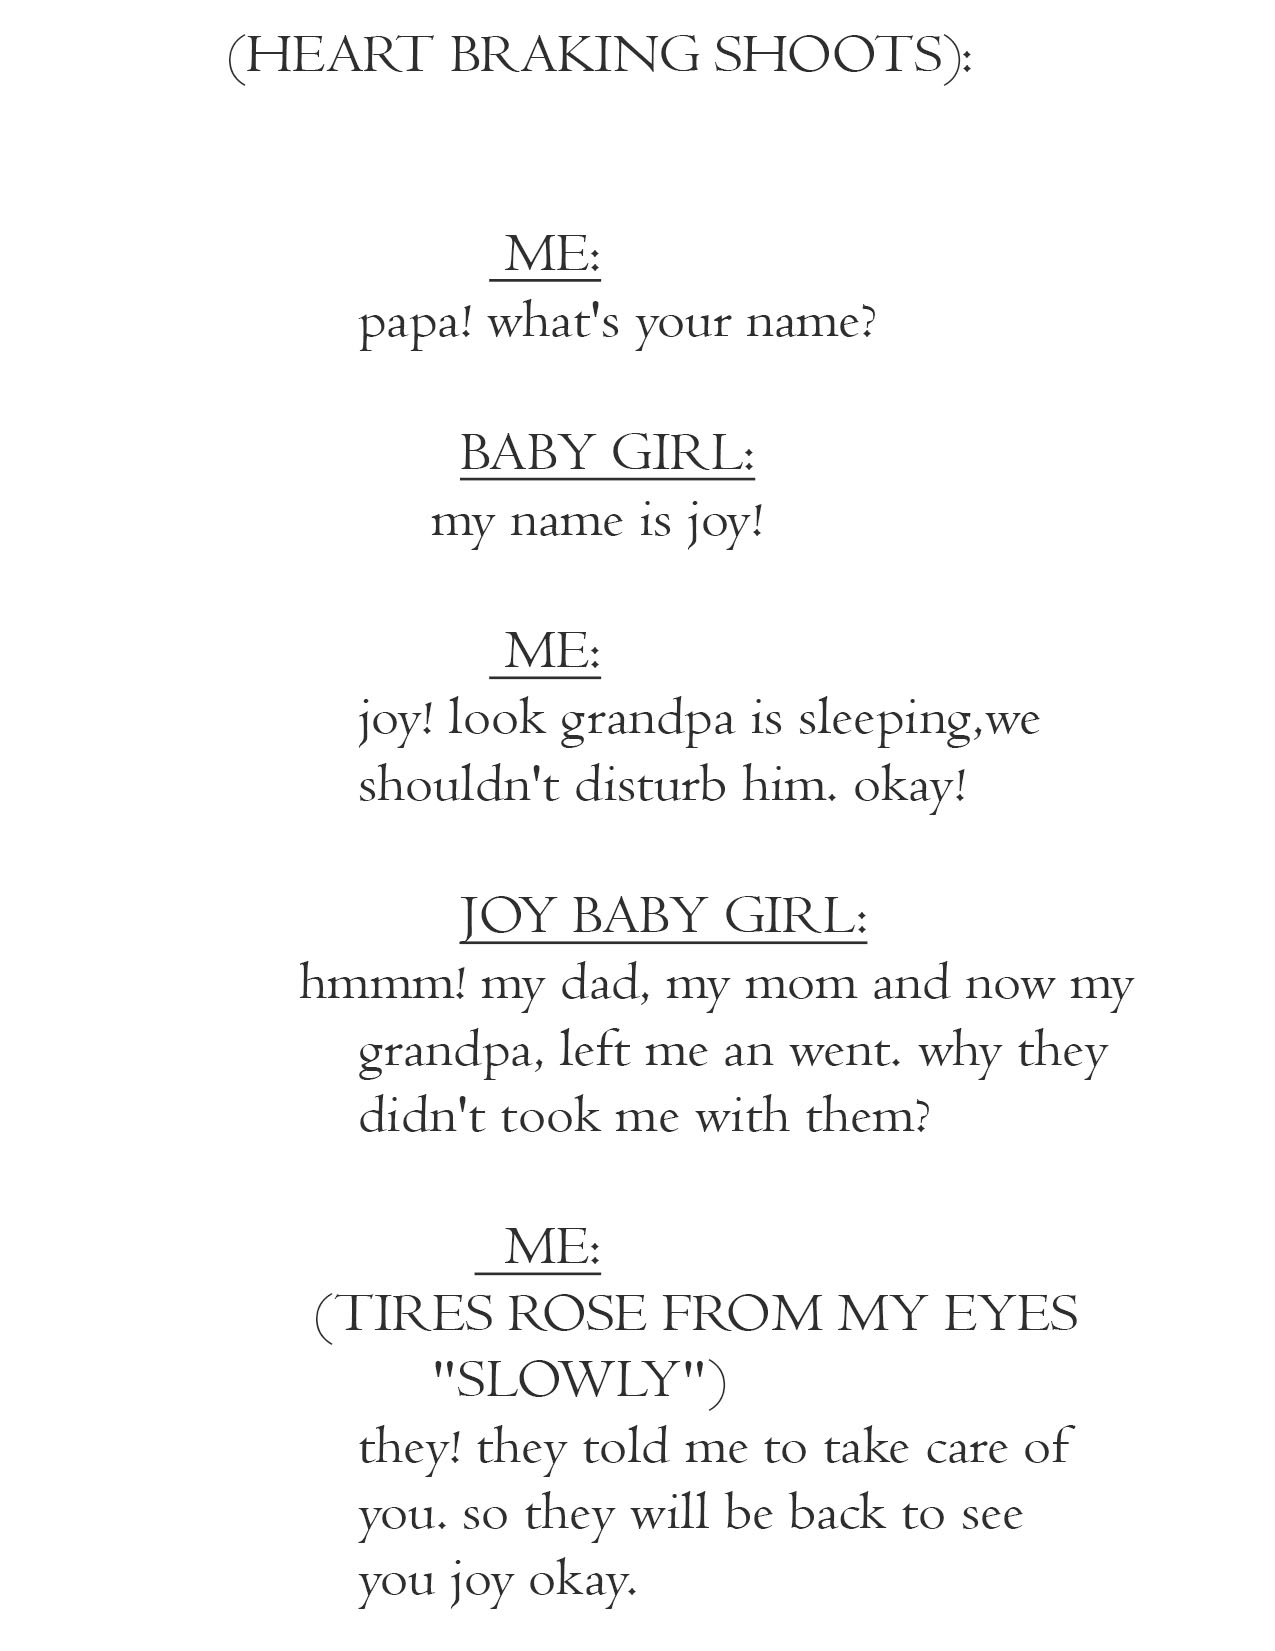 (HEART BRAKING SHOOTS):
ME:
papa! what's your name?
BABY GIRL:
my name is joy!
ME:
joy! look grandpa is sleeping,we
shouldn't disturb him. okay!
JOY BABY GIRL:
hmmm! my dad, my mom and now my
grandpa, left me an went. why they
didn't took me with them?
ME:
(TIRES ROSE FROM MY EYES
"SLOWLY")
they! they told me to take care of
you. so they will be back to see
you joy okay.